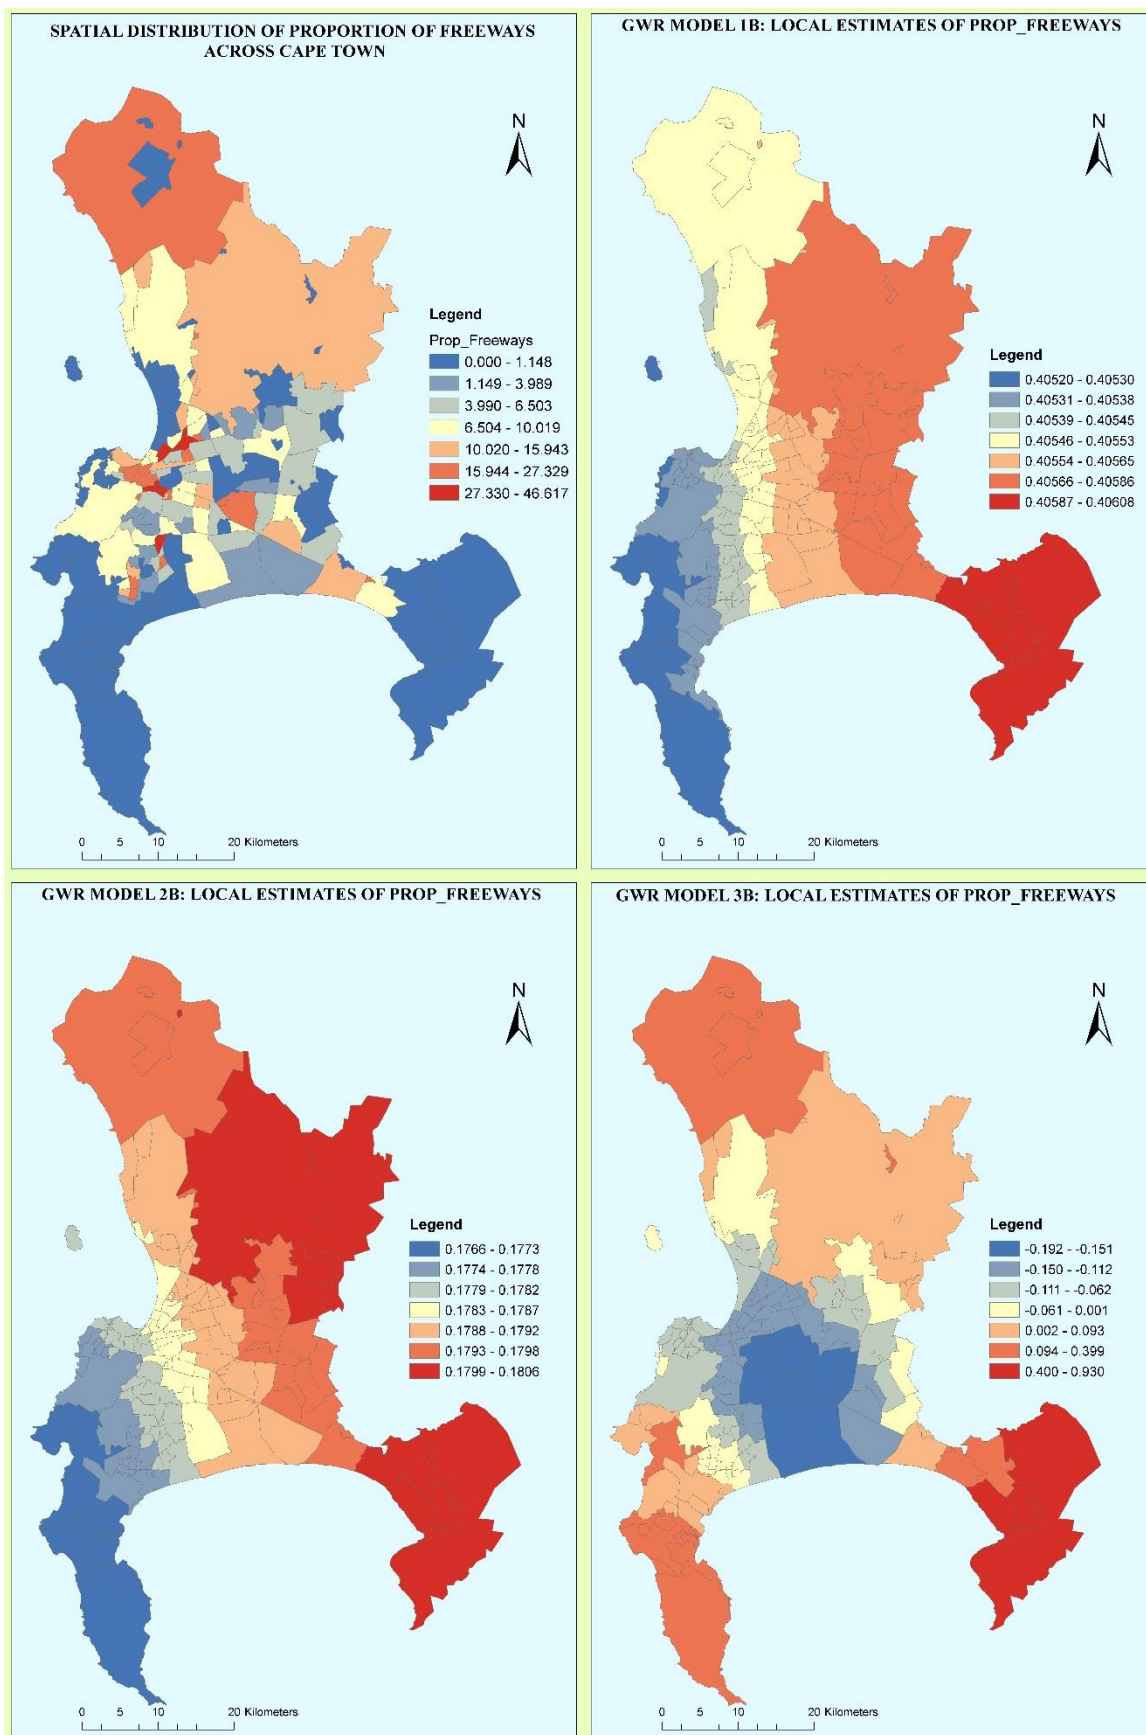 SPATIAL DISTRIBUTION OF PROPORTION OF FREEWAYS
ACROSS CAPE TOWN
N
Legend
Prop_Freeways
0.000 - 1.148
1.149 - 3.989
3.990 - 6.503
6.504 - 10.019
10.020 - 15.943
15.944 - 27.329
27.330 - 46.617
0 5 10 20 Kilometers
GWR MODEL 1B: LOCAL ESTIMATES OF PROP_FREEWAYS
N
Legend
0.40520 - 0.40530
0.40531 - 0.40538
0.40539 - 0.40545
0.40546 - 0.40553
0.40554 - 0.40565
0.40566 - 0.40586
0.40587 - 0.40608
0 5 10 20 Kilometers
GWR MODEL 2B: LOCAL ESTIMATES OF PROP_FREEWAYS
N
Legend
0.1766 - 0.1773
0.1774 - 0.1778
0.1779 - 0.1782
0.1783 - 0.1787
0.1788 - 0.1792
0.1793 - 0.1798
0.1799 - 0.1806
0 5 10 20 Kilometers
GWR MODEL 3B: LOCAL ESTIMATES OF PROP_FREEWAYS
N
Legend
-0.192 - -0.151
-0.150 - -0.112
-0.111 - -0.062
-0.061 - 0.001
0.002 - 0.093
0.094 - 0.399
0.400 - 0.930
0 5 10 20 Kilometers